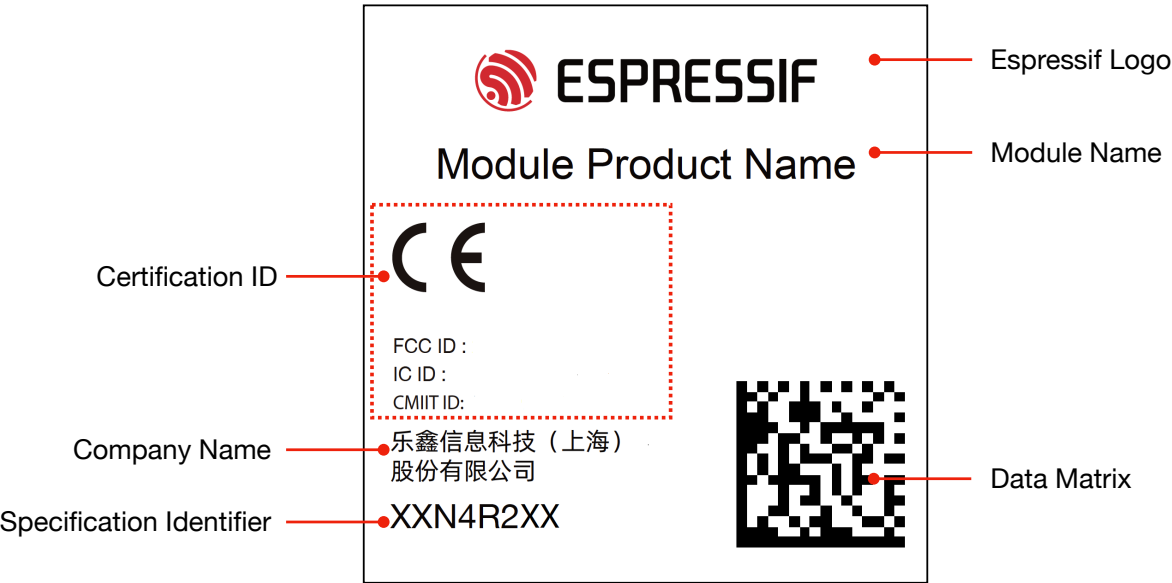 ESPRESSIF
Espressif Logo
Module Product Name
Module Name
Certification ID
CE
FCC ID :
IC ID :
CMIIT ID:
Company Name
乐鑫信息科技（上海）
股份有限公司
Data Matrix
Specification Identifier
XXN4R2XX